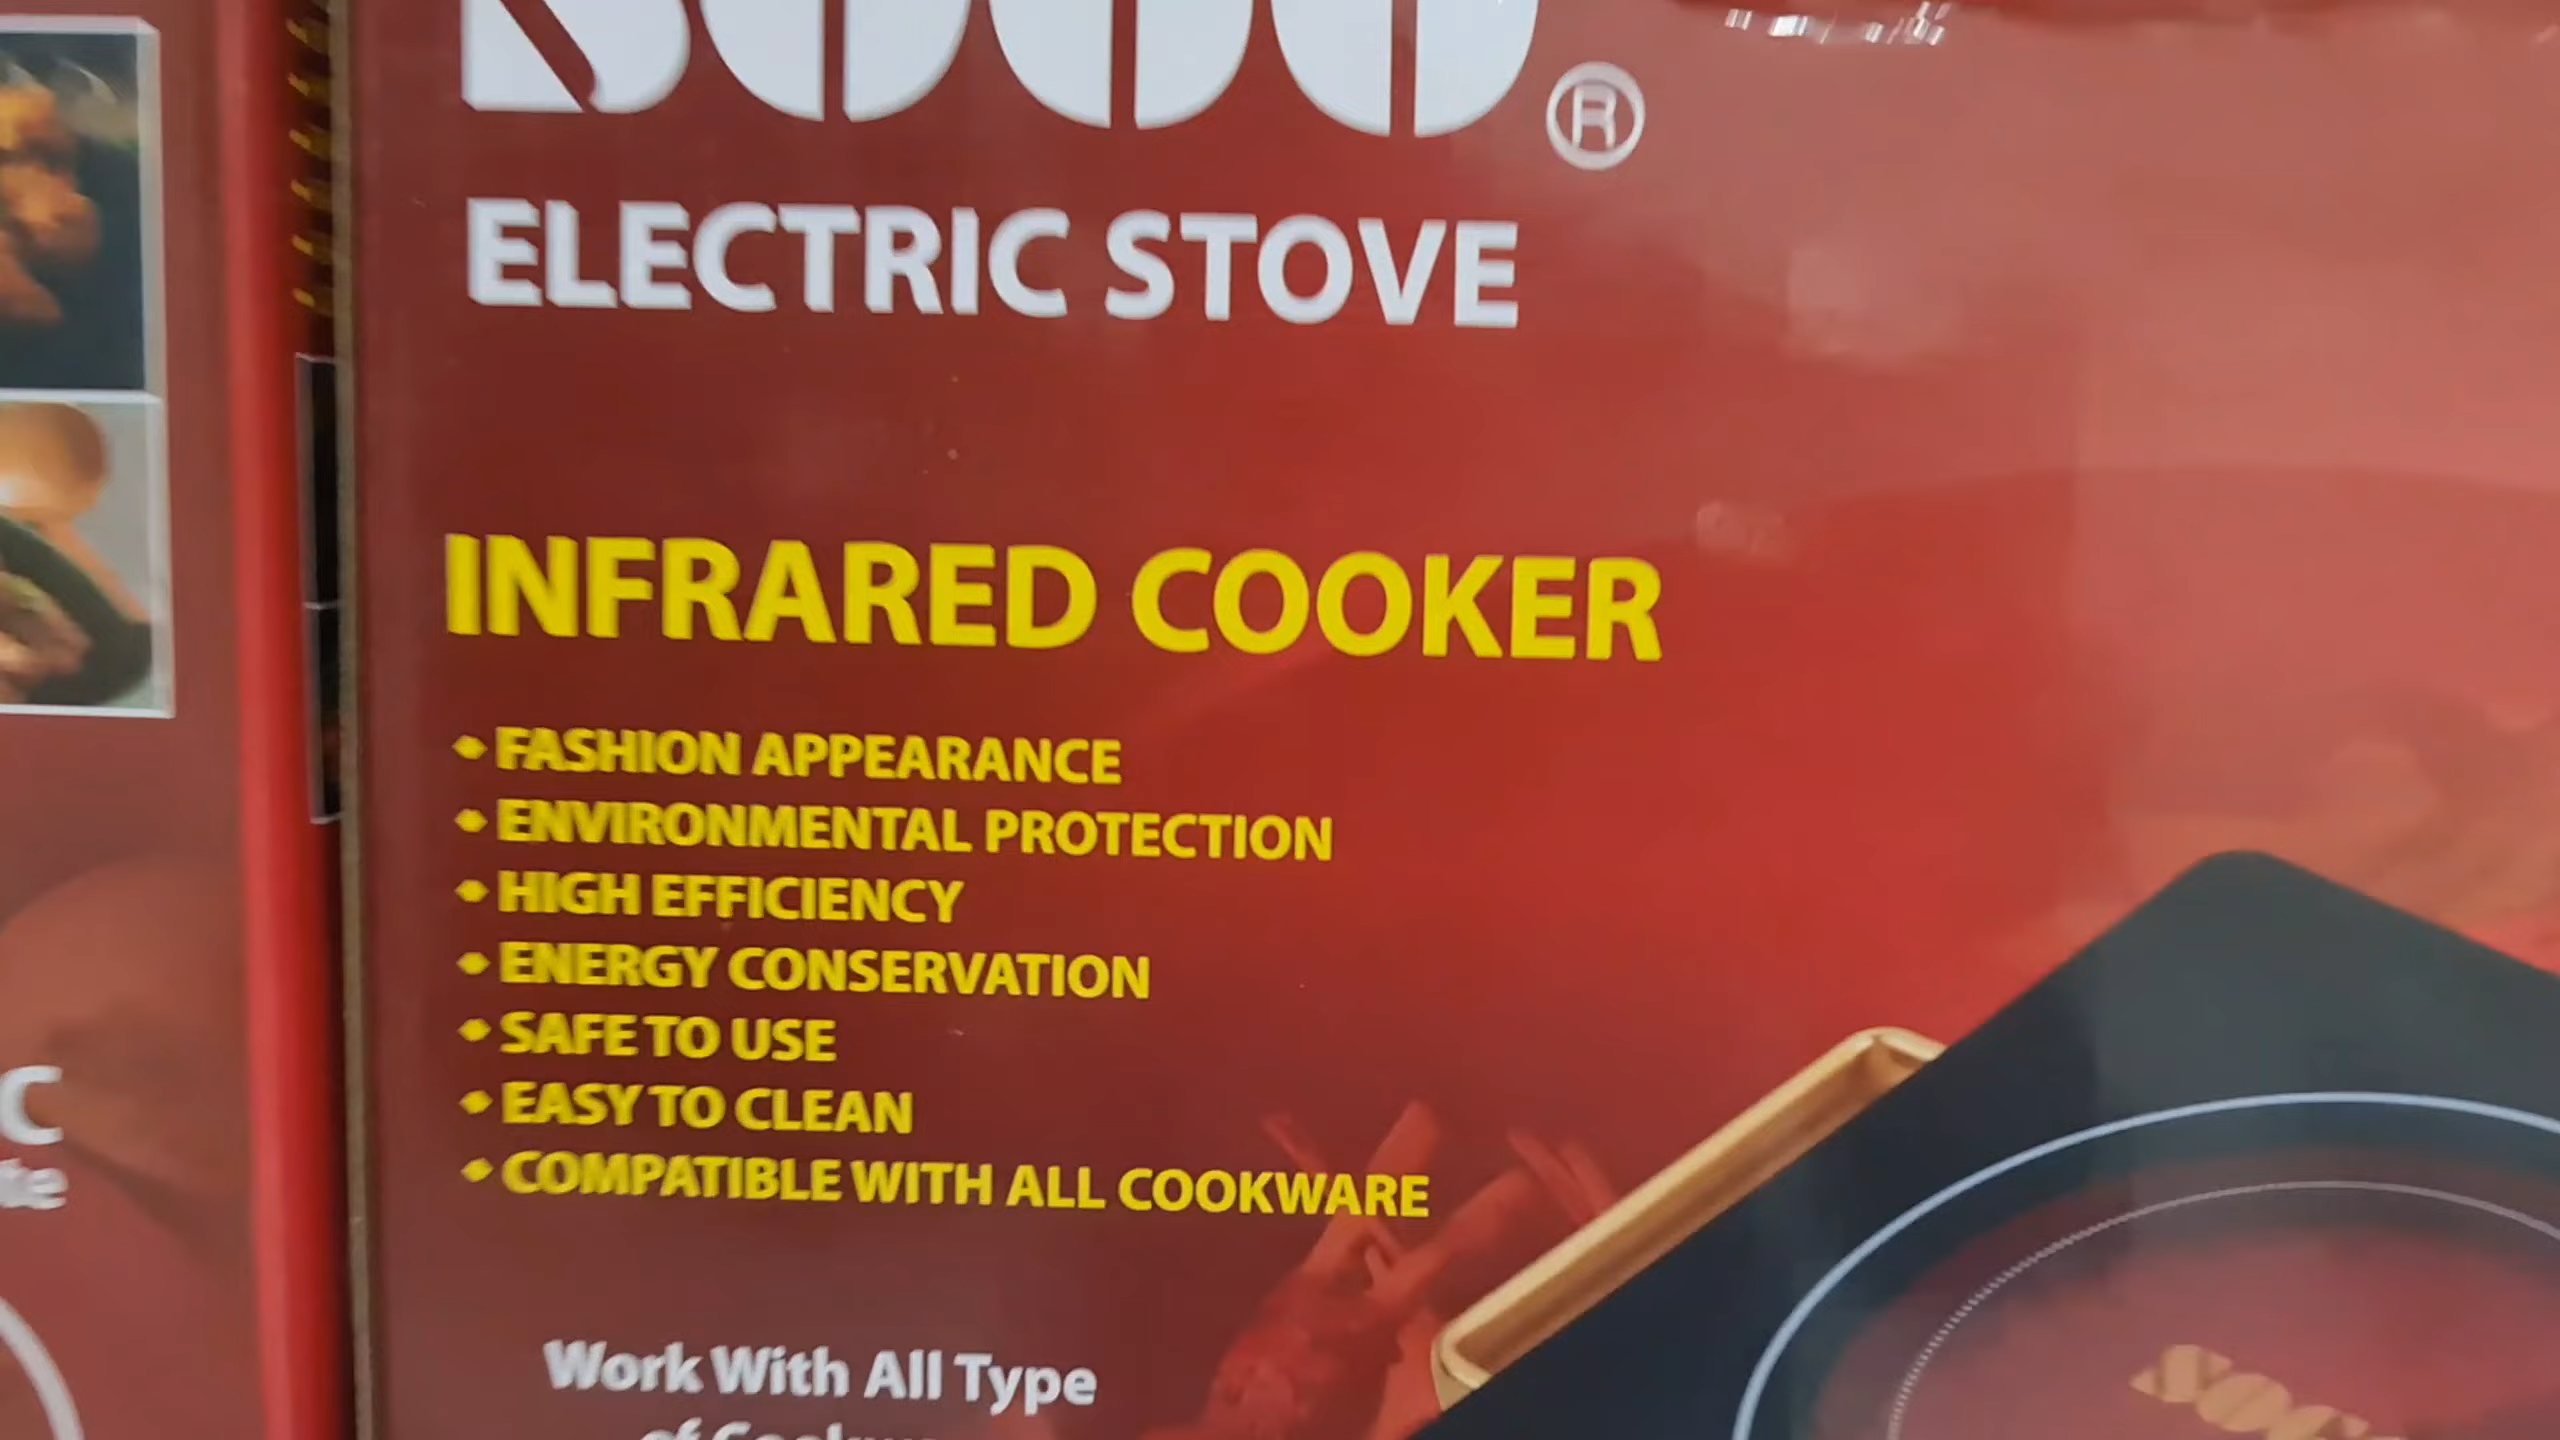 ®
ELECTRIC STOVE
INFRARED COOKER
• FASHION APPEARANCE
• ENVIRONMENTAL PROTECTION
• HIGH EFFICIENCY
• ENERGY CONSERVATION
• SAFE TO USE
• EASY TO CLEAN
• COMPATIBLE WITH ALL COOKWARE
Work With All Type
of